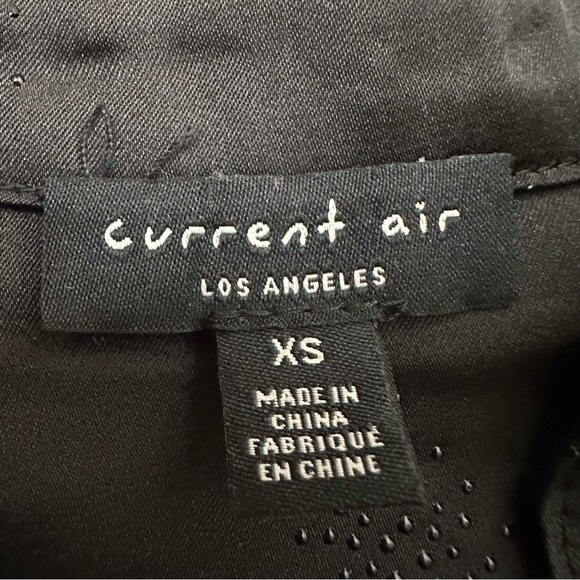 current air
LOS ANGELES
XS
MADE IN
CHINA
FABRIQUÉ
EN CHINE